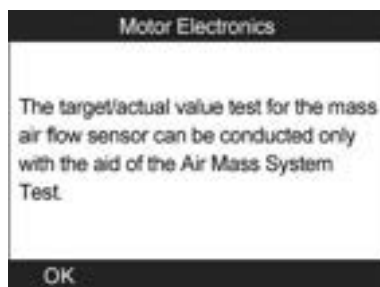 Motor Electronics
The target/actual value test for the mass
air flow sensor can be conducted only
with the aid of the Air Mass System
Test.
OK